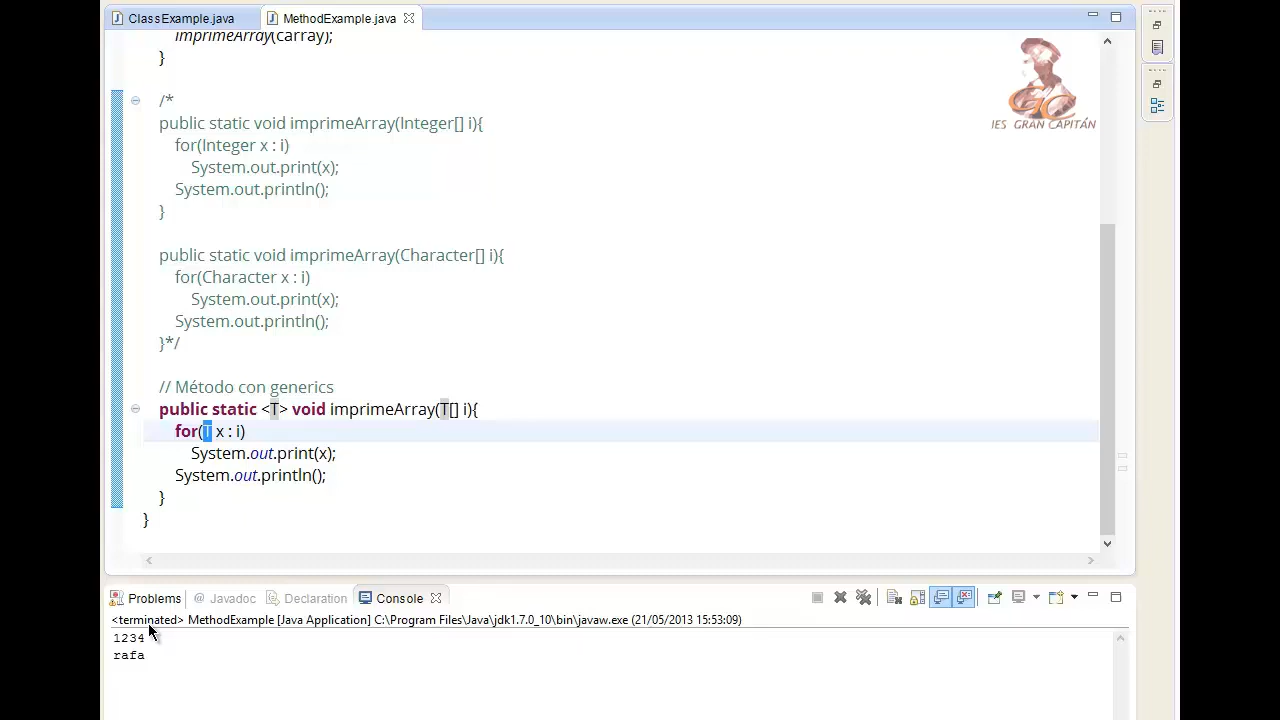 ClassExample.java
MethodExample.java
imprimeArray(carray);
}
IES GRAN CAPITÁN
/*
public static void imprimeArray(Integer[] i){
for(Integer x : i)
System.out.print(x);
System.out.println();
}
public static void imprimeArray(Character[] i){
for(Character x : i)
System.out.print(x);
System.out.println();
}*/
// Método con generics
public static <T> void imprimeArray(T[] i){
for(T x : i)
System.out.print(x);
System.out.println();
}
}
Problems @ Javadoc Declaration Console
<terminated> MethodExample [Java Application] C:\Program Files\Java\jdk1.7.0_10\bin\javaw.exe (21/05/2013 15:53:09)
1234
rafa